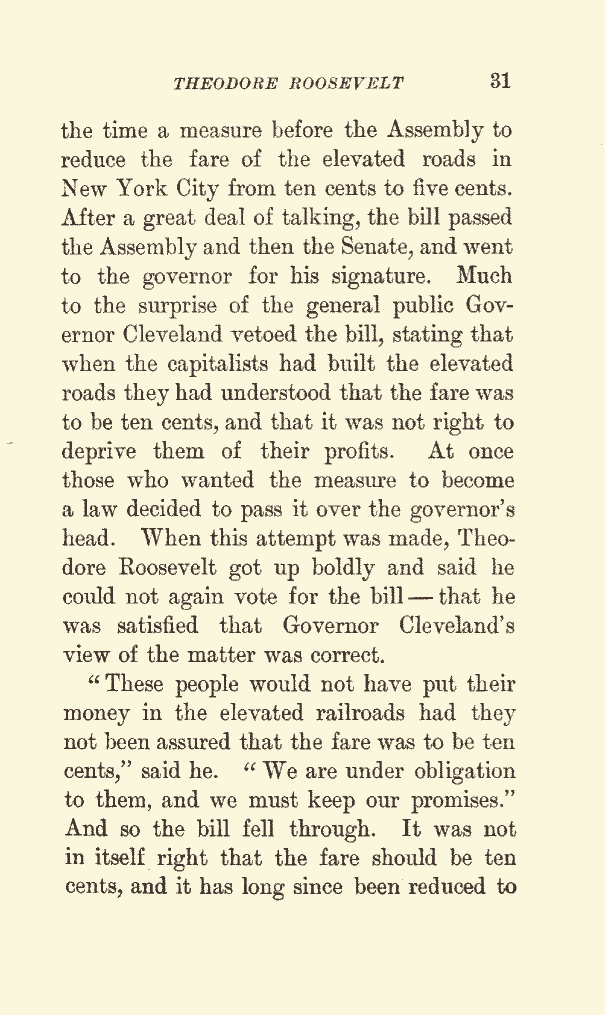 THEODORE ROOSEVELT 31
the time a measure before the Assembly to
reduce the fare of the elevated roads in
New York City from ten cents to five cents.
After a great deal of talking, the bill passed
the Assembly and then the Senate, and went
to the governor for his signature. Much
to the surprise of the general public Gov-
ernor Cleveland vetoed the bill, stating that
when the capitalists had built the elevated
roads they had understood that the fare was
to be ten cents, and that it was not right to
deprive them of their profits. At once
those who wanted the measure to become
a law decided to pass it over the governor's
head. When this attempt was made, Theo-
dore Roosevelt got up boldly and said he
could not again vote for the bill — that he
was satisfied that Governor Cleveland's
view of the matter was correct.
"These people would not have put their
money in the elevated railroads had they
not been assured that the fare was to be ten
cents," said he. "We are under obligation
to them, and we must keep our promises."
And so the bill fell through. It was not
in itself right that the fare should be ten
cents, and it has long since been reduced to